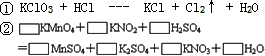 ① KClO₃ + HCl --- KCl + Cl₂↑ + H₂O
② □KMnO₄+□KNO₂+□H₂SO₄
=□MnSO₄+□K₂SO₄+□KNO₃+□H₂O